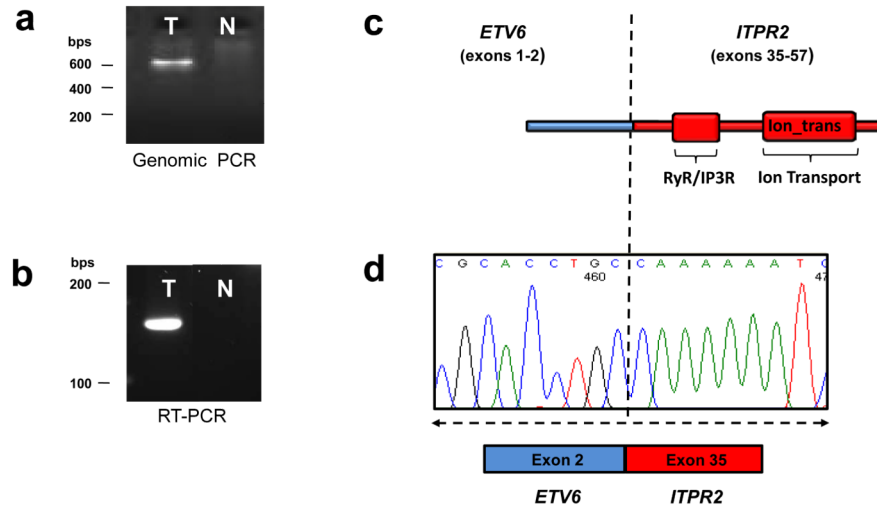 a
T N
bps
600
400
200
Genomic PCR
b
bps
T N
200
100
RT-PCR
c
ETV6
(exons 1-2)
ITPR2
(exons 35-57)
Ion_trans
RyR/IP3R
Ion Transport
d
C G C A C C T G C C A A A A A A T C
460
47
Exon 2
Exon 35
ETV6
ITPR2